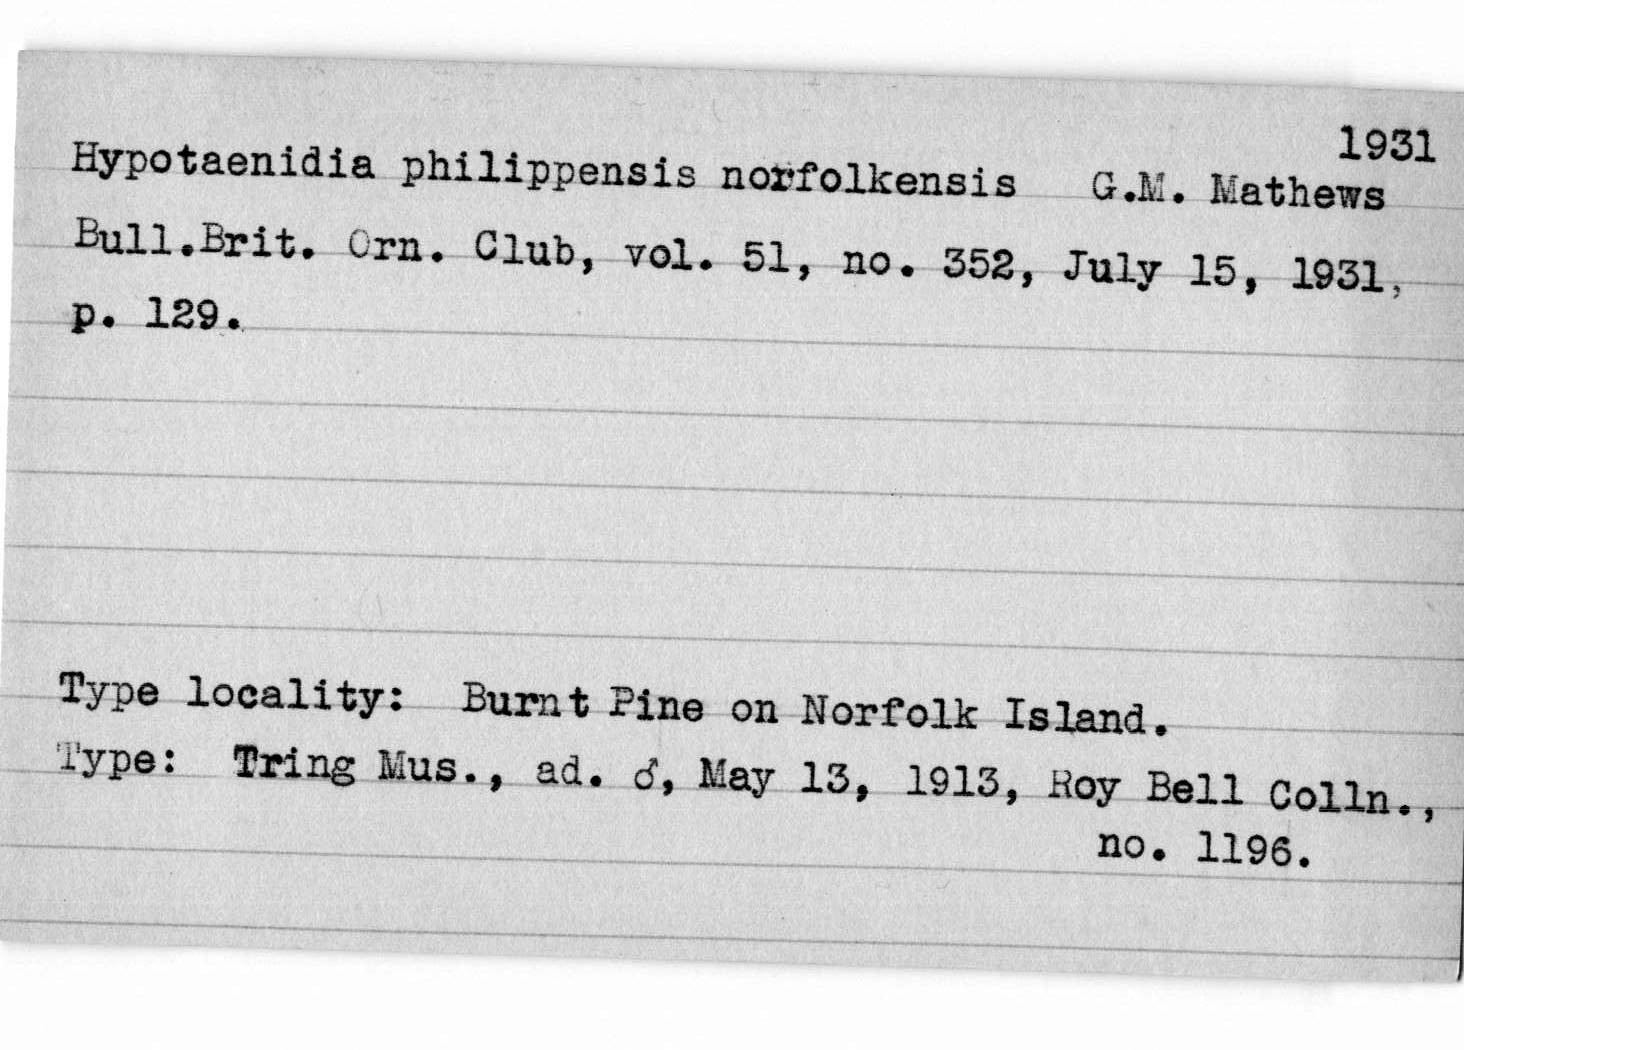 1931
Hypotaenidia philippensis norfolkensis G.M. Mathews
Bull.Brit. Orn. Club, vol. 51, no. 352, July 15, 1931,
p. 129.
Type locality: Burnt Pine on Norfolk Island.
Type: Tring Mus., ad. ♂, May 13, 1913, Roy Bell Colln.,
no. 1196.